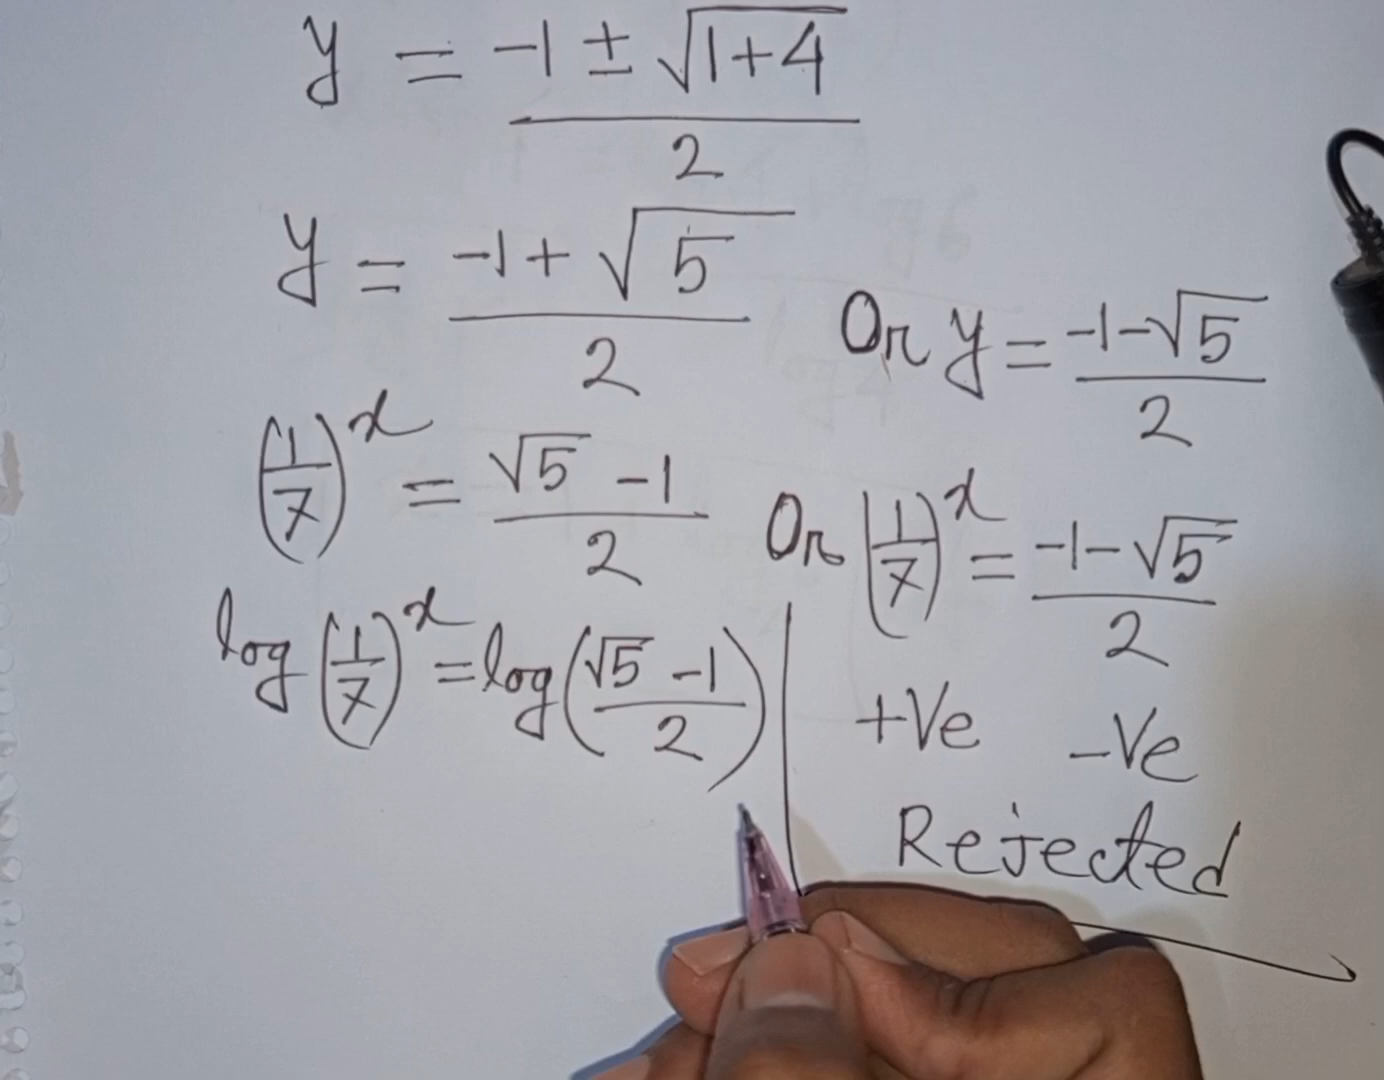 y = (-1 ± √(1+4))/2
y = (-1 + √5)/2 Or y = (-1-√5)/2
(1/7)^x = (√5 - 1)/2 Or (1/7)^x = (-1-√5)/2
log(1/7)^x = log((√5 - 1)/2)
+Ve -Ve
Rejected